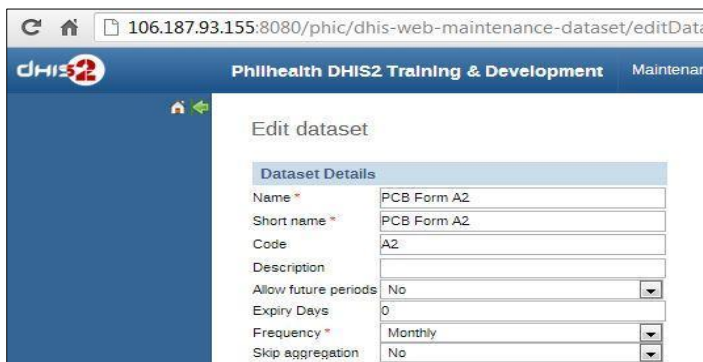 106.187.93.155:8080/phic/dhis-web-maintenance-dataset/editData
dHIS2 Philhealth DHIS2 Training & Development Maintenan
Edit dataset
Dataset Details
Name * PCB Form A2
Short name * PCB Form A2
Code A2
Description
Allow future periods No
Expiry Days 0
Frequency * Monthly
Skip aggregation No